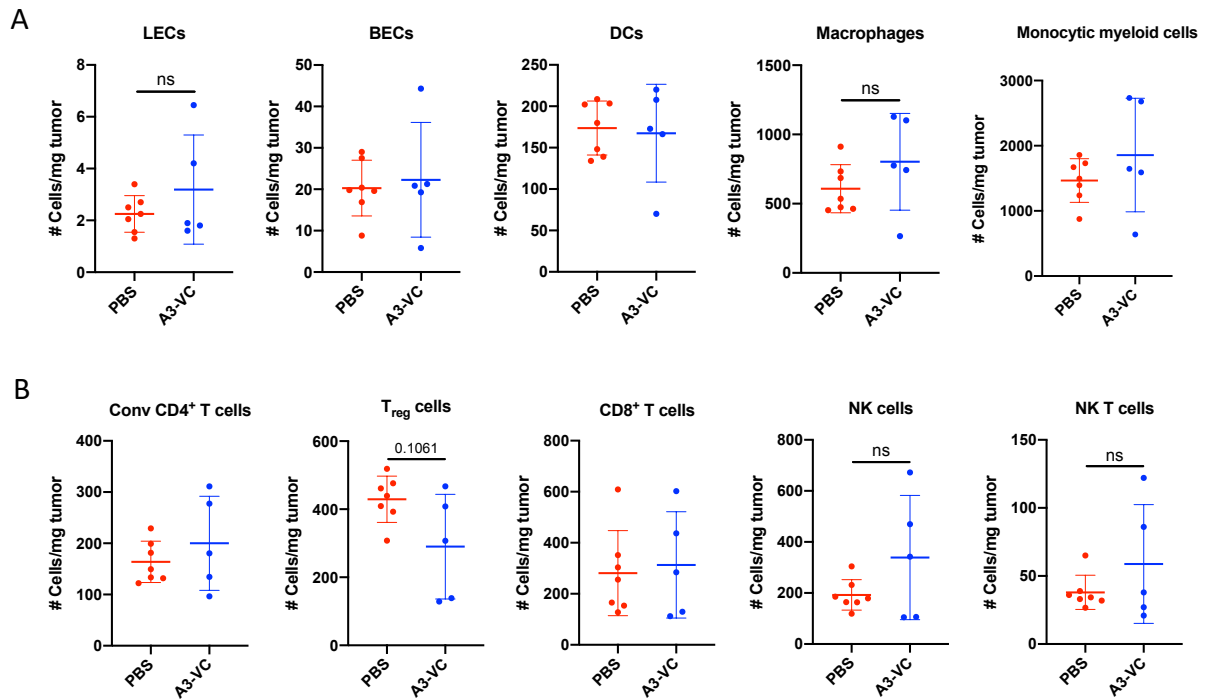 A
LECs
# Cells/mg tumor
8
6
4
2
0
ns
PBS
A3-VC
BECs
# Cells/mg tumor
50
40
30
20
10
0
PBS
A3-VC
DCs
# Cells/mg tumor
250
200
150
100
50
0
PBS
A3-VC
Macrophages
# Cells/mg tumor
1500
1000
500
0
ns
PBS
A3-VC
Monocytic myeloid cells
# Cells/mg tumor
3000
2000
1000
0
PBS
A3-VC
B
Conv CD4+ T cells
# Cells/mg tumor
400
300
200
100
0
PBS
A3-VC
Treg cells
# Cells/mg tumor
600
400
200
0
0.1061
PBS
A3-VC
CD8+ T cells
# Cells/mg tumor
800
600
400
200
0
PBS
A3-VC
NK cells
# Cells/mg tumor
800
600
400
200
0
ns
PBS
A3-VC
NK T cells
# Cells/mg tumor
150
100
50
0
ns
PBS
A3-VC